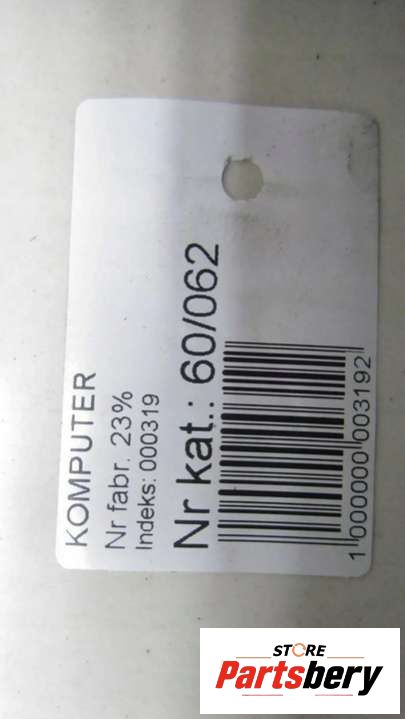 KOMPUTER
Nr fabr. 23%
Indeks: 000319
Nr kat.: 60/062
1 000000 003192
STORE
Partsbery